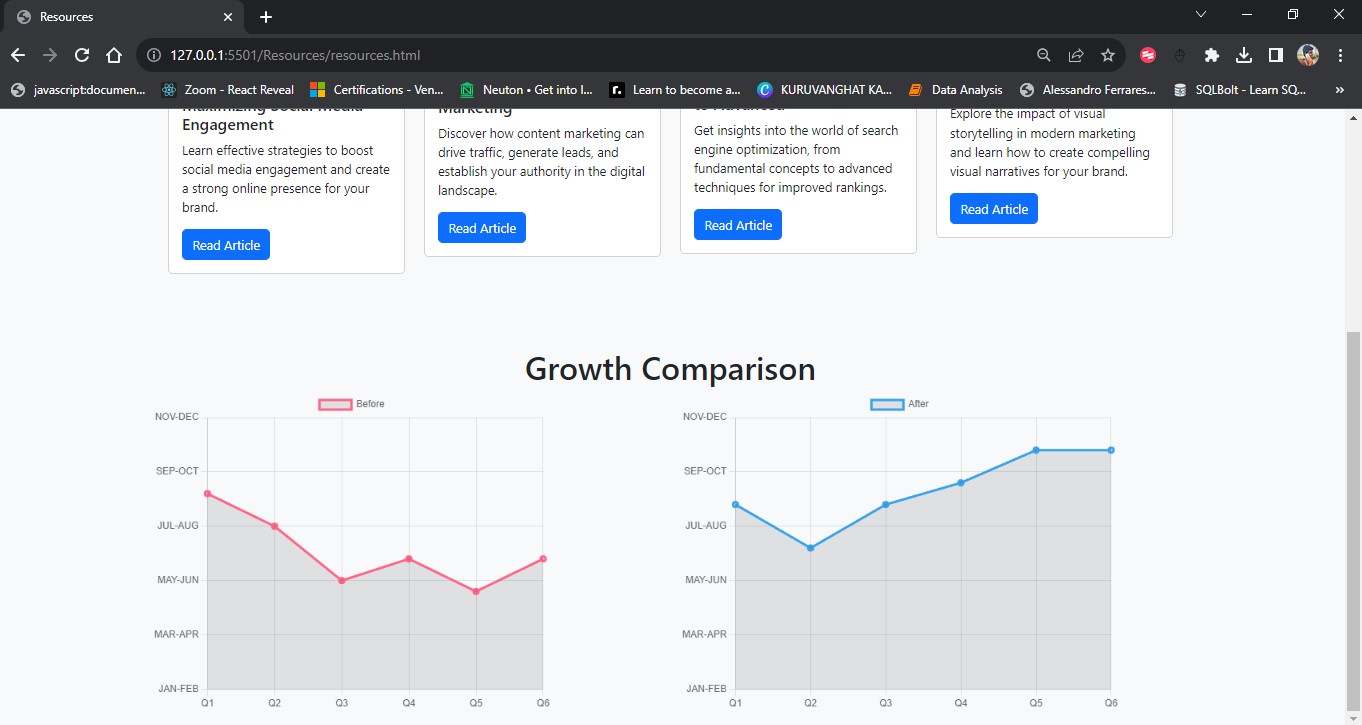 Resources
127.0.0.1:5501/Resources/resources.html
javascript:documen... Zoom - React Reveal Certifications - Ven... Neuton • Get into I... Learn to become a... KURUVANGHAT KA... Data Analysis Alessandro Ferrares... SQLBolt - Learn SQ... »
Maximizing Social Media
Engagement
Learn effective strategies to boost
social media engagement and create
a strong online presence for your
brand.
Read Article
Marketing
Discover how content marketing can
drive traffic, generate leads, and
establish your authority in the digital
landscape.
Read Article
to Advanced
Get insights into the world of search
engine optimization, from
fundamental concepts to advanced
techniques for improved rankings.
Read Article
Explore the impact of visual
storytelling in modern marketing
and learn how to create compelling
visual narratives for your brand.
Read Article
Growth Comparison
Before
NOV-DEC
SEP-OCT
JUL-AUG
MAY-JUN
MAR-APR
JAN-FEB
Q1 Q2 Q3 Q4 Q5 Q6
After
NOV-DEC
SEP-OCT
JUL-AUG
MAY-JUN
MAR-APR
JAN-FEB
Q1 Q2 Q3 Q4 Q5 Q6